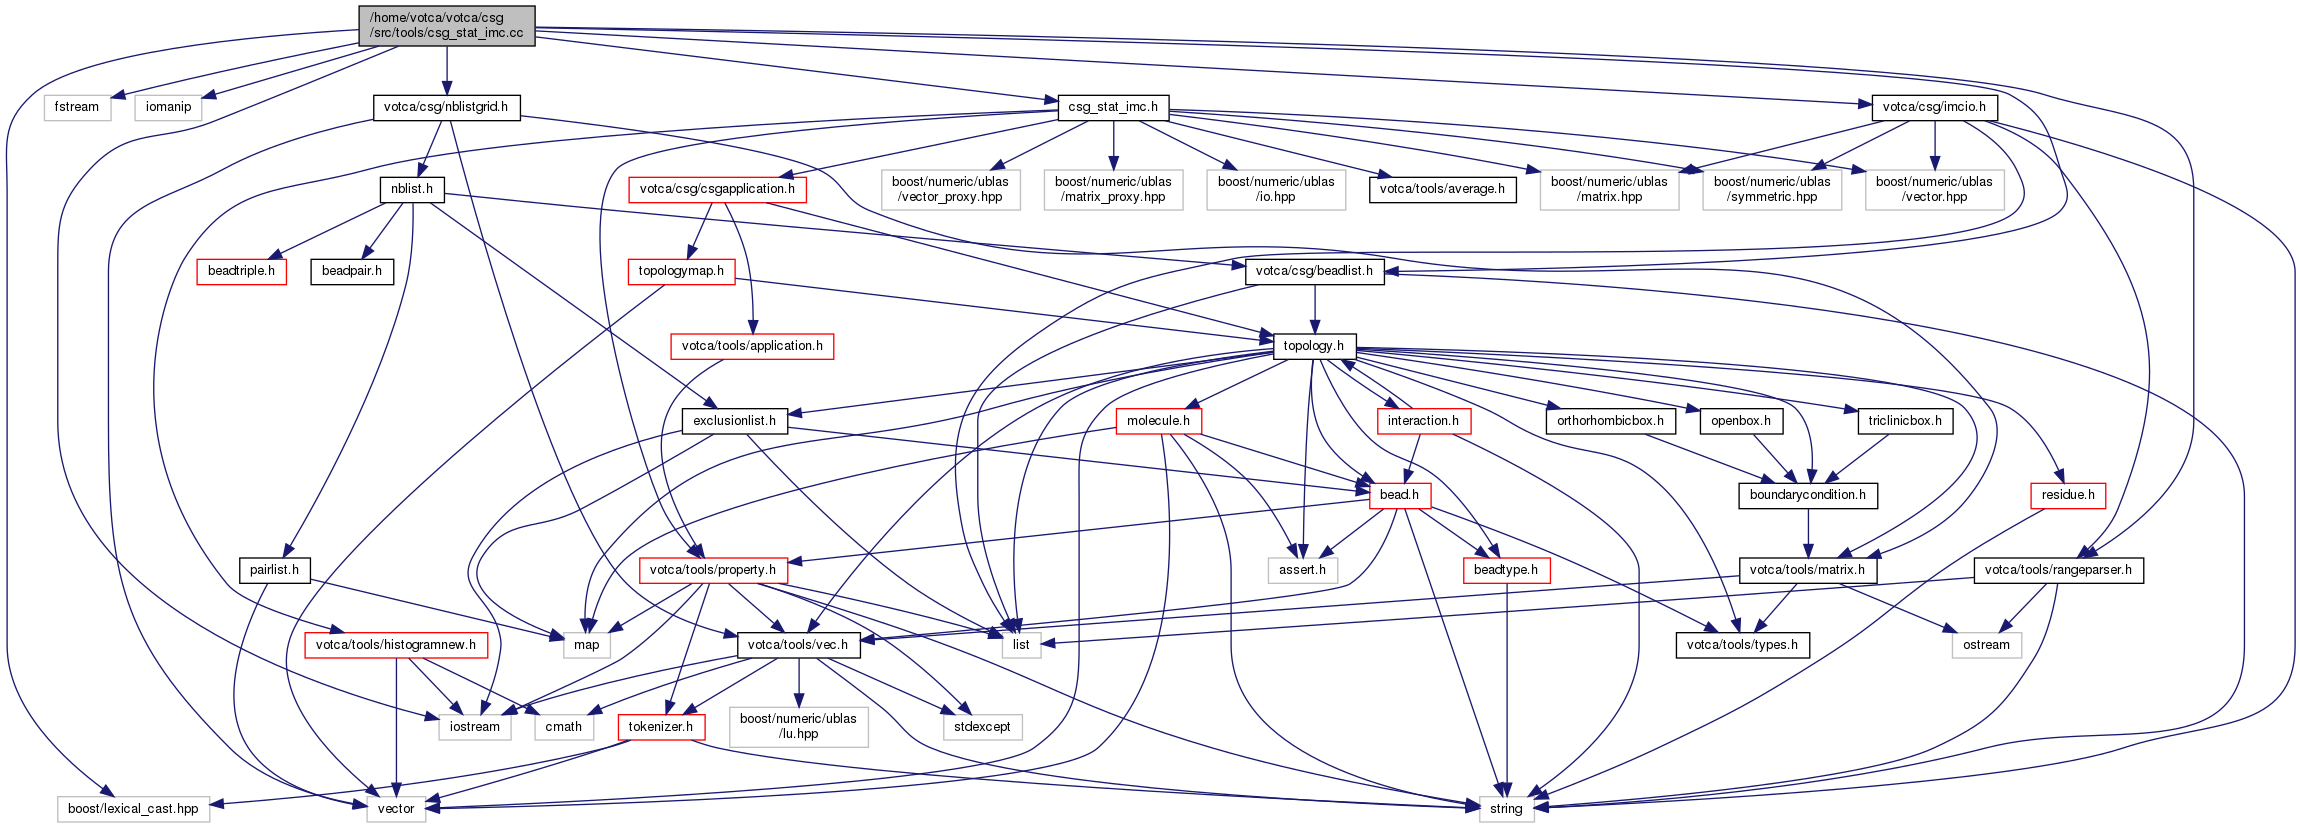 /home/votca/votca/csg
/src/tools/csg_stat_imc.cc
fstream
iomanip
votca/csg/nblistgrid.h
csg_stat_imc.h
votca/csg/imcio.h
nblist.h
votca/csg/csgapplication.h
boost/numeric/ublas
/vector_proxy.hpp
boost/numeric/ublas
/matrix_proxy.hpp
boost/numeric/ublas
/io.hpp
votca/tools/average.h
boost/numeric/ublas
/matrix.hpp
boost/numeric/ublas
/symmetric.hpp
boost/numeric/ublas
/vector.hpp
beadtriple.h
beadpair.h
topologymap.h
votca/csg/beadlist.h
votca/tools/application.h
topology.h
exclusionlist.h
molecule.h
interaction.h
orthorhombicbox.h
openbox.h
triclinicbox.h
bead.h
boundarycondition.h
residue.h
pairlist.h
votca/tools/property.h
assert.h
beadtype.h
votca/tools/matrix.h
votca/tools/rangeparser.h
votca/tools/histogramnew.h
map
votca/tools/vec.h
list
votca/tools/types.h
ostream
iostream
cmath
tokenizer.h
boost/numeric/ublas
/lu.hpp
stdexcept
boost/lexical_cast.hpp
vector
string